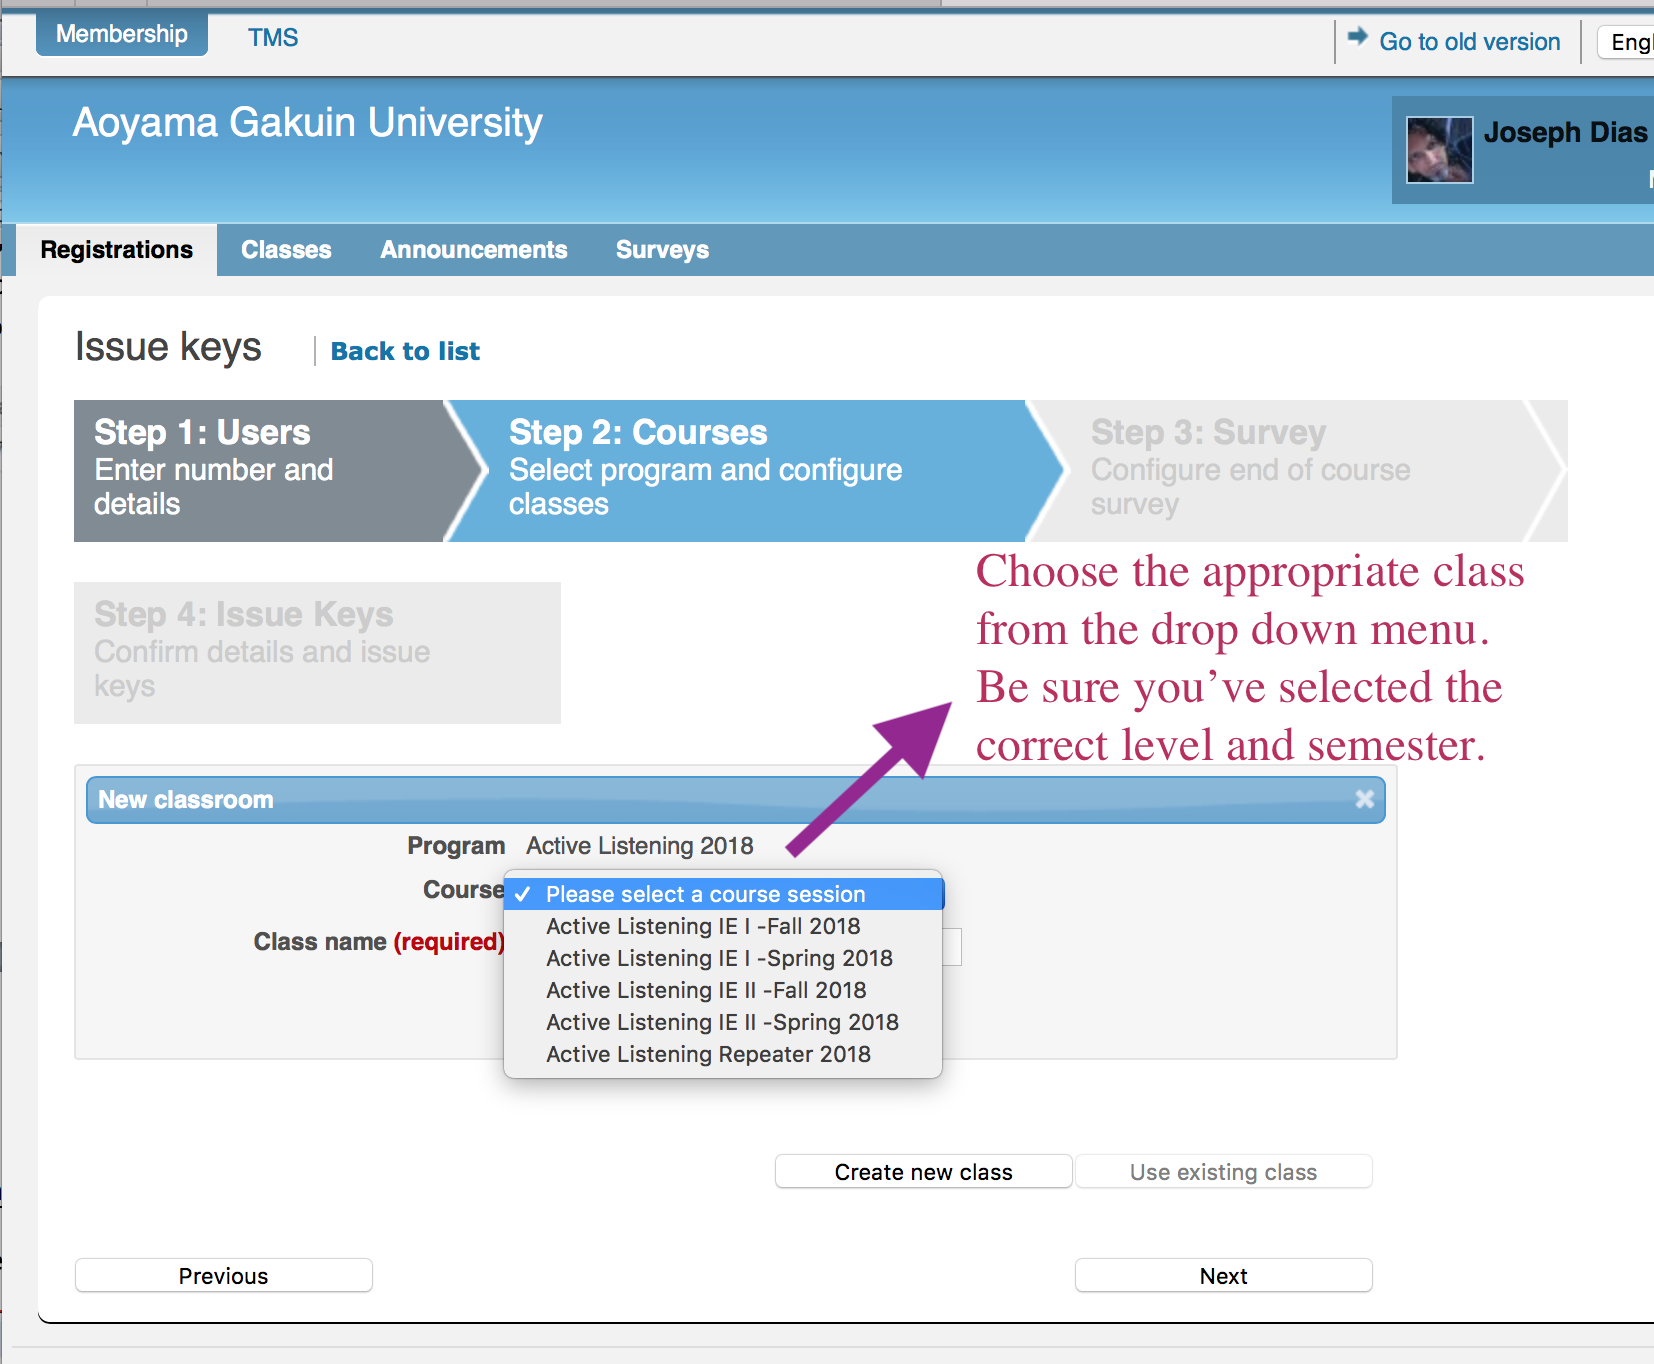 Membership TMS Go to old version Engl
Aoyama Gakuin University
Joseph Dias
Registrations Classes Announcements Surveys
Issue keys Back to list
Step 1: Users
Enter number and
details
Step 2: Courses
Select program and configure
classes
Step 3: Survey
Configure end of course
survey
Step 4: Issue Keys
Confirm details and issue
keys
Choose the appropriate class
from the drop down menu.
Be sure you’ve selected the
correct level and semester.
New classroom
Program Active Listening 2018
Course ✓ Please select a course session
Active Listening IE I -Fall 2018
Class name (required)
Active Listening IE I -Spring 2018
Active Listening IE II -Fall 2018
Active Listening IE II -Spring 2018
Active Listening Repeater 2018
Create new class Use existing class
Previous Next